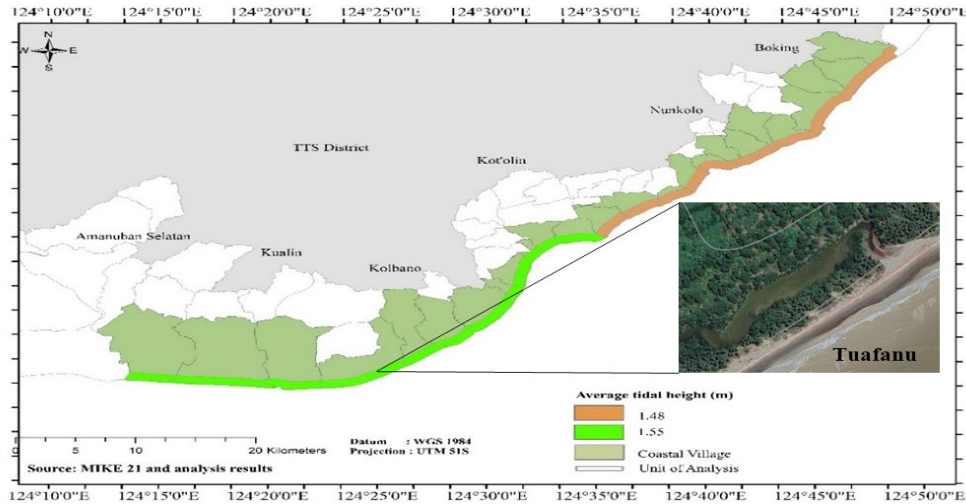 124°10'0"E 124°15'0"E 124°20'0"E 124°25'0"E 124°30'0"E 124°35'0"E 124°40'0"E 124°45'0"E 124°50'0"E
N
W E
S
Boking
Nunkolo
TTS District
Kot'olin
Amanuban Selatan
Kualin
Kolbano
Tuafanu
Average tidal height (m)
1.48
1.55
Coastal Village
Unit of Analysis
0 5 10 20 Kilometers
Datum : WGS 1984
Projection : UTM 51S
Source: MIKE 21 and analysis results
124°10'0"E 124°15'0"E 124°20'0"E 124°25'0"E 124°30'0"E 124°35'0"E 124°40'0"E 124°45'0"E 124°50'0"E